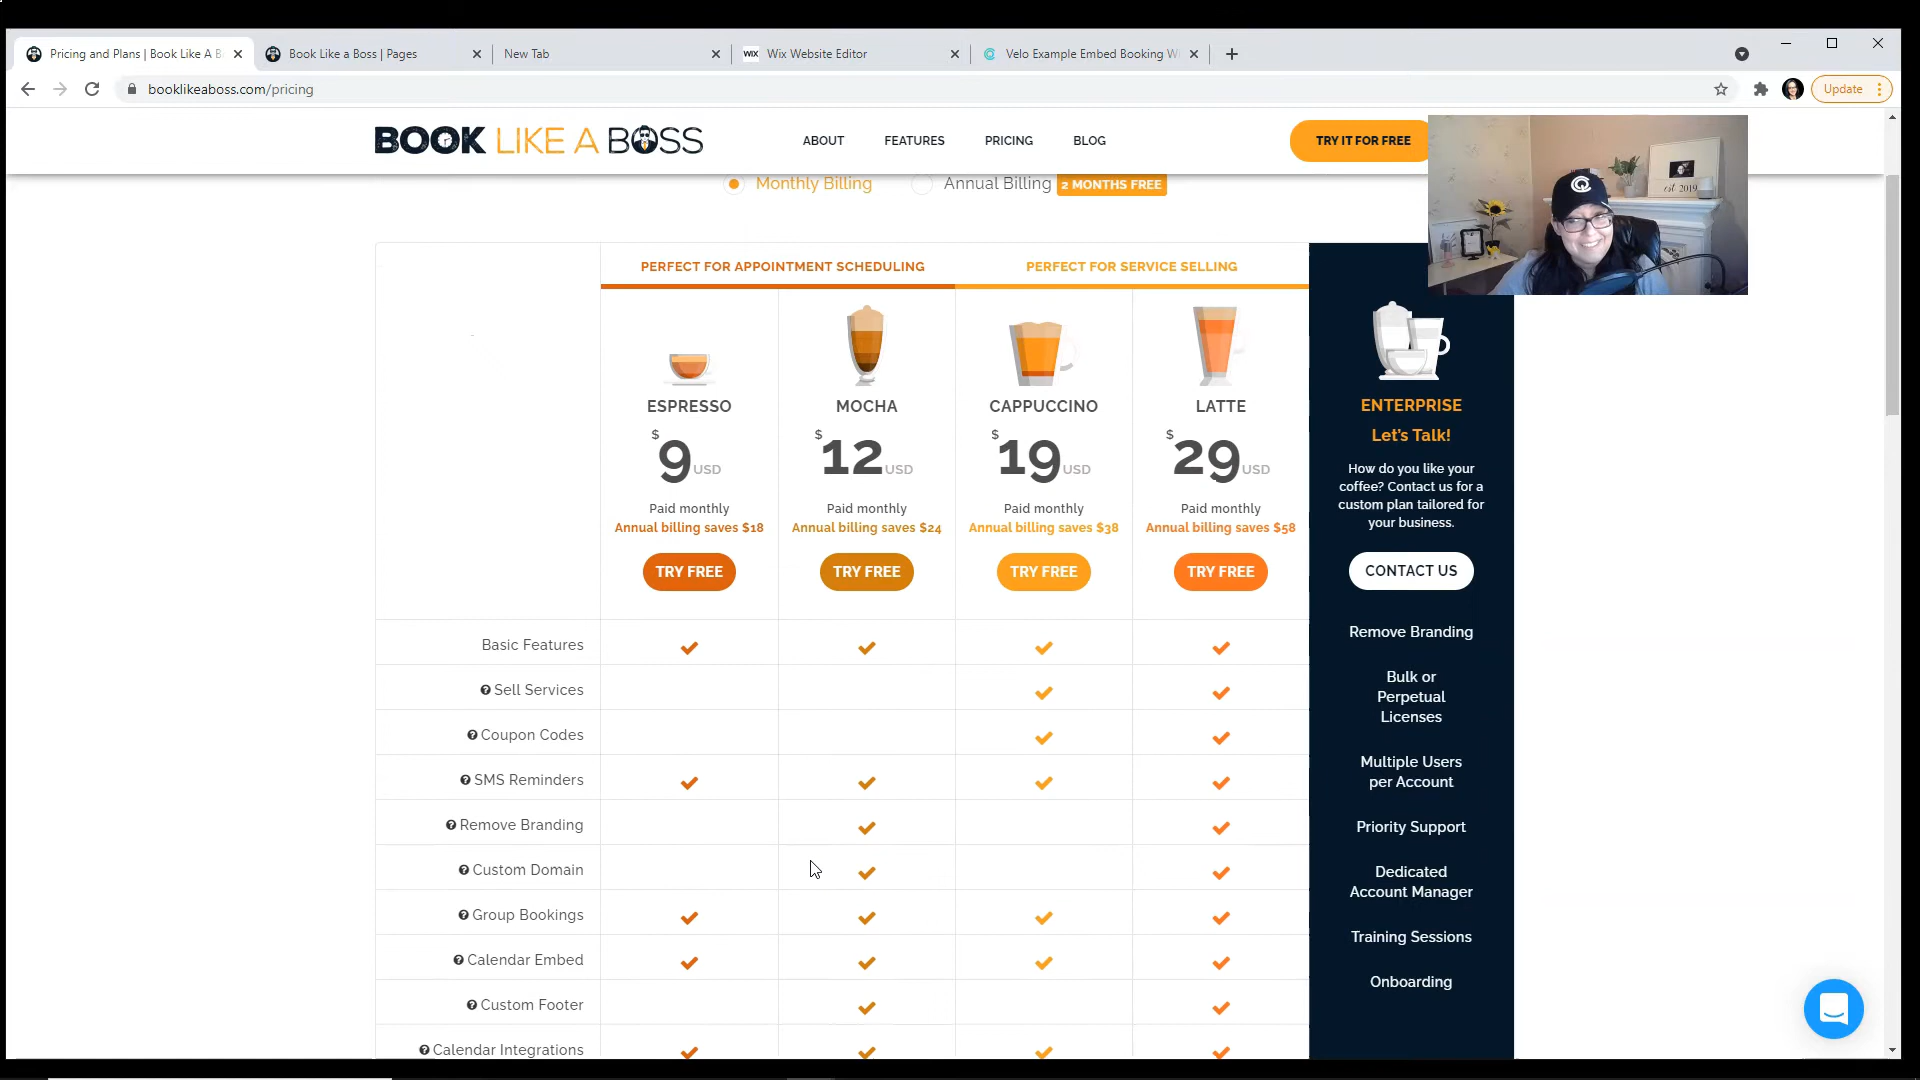 Pricing and Plans | Book Like A B
Book Like a Boss | Pages
New Tab
WIX Wix Website Editor
Velo Example Embed Booking Wi
booklikeaboss.com/pricing
Update
BOOK LIKE A BOSS
ABOUT
FEATURES
PRICING
BLOG
TRY IT FOR FREE
Monthly Billing
Annual Billing 2 MONTHS FREE
est 2019
PERFECT FOR APPOINTMENT SCHEDULING
PERFECT FOR SERVICE SELLING
ESPRESSO
$9 USD
Paid monthly
Annual billing saves $18
TRY FREE
MOCHA
$12 USD
Paid monthly
Annual billing saves $24
TRY FREE
CAPPUCCINO
$19 USD
Paid monthly
Annual billing saves $38
TRY FREE
LATTE
$29 USD
Paid monthly
Annual billing saves $58
TRY FREE
ENTERPRISE
Let's Talk!
How do you like your
coffee? Contact us for a
custom plan tailored for
your business.
CONTACT US
Remove Branding
Bulk or
Perpetual
Licenses
Multiple Users
per Account
Priority Support
Dedicated
Account Manager
Training Sessions
Onboarding
Basic Features
Sell Services
Coupon Codes
SMS Reminders
Remove Branding
Custom Domain
Group Bookings
Calendar Embed
Custom Footer
Calendar Integrations